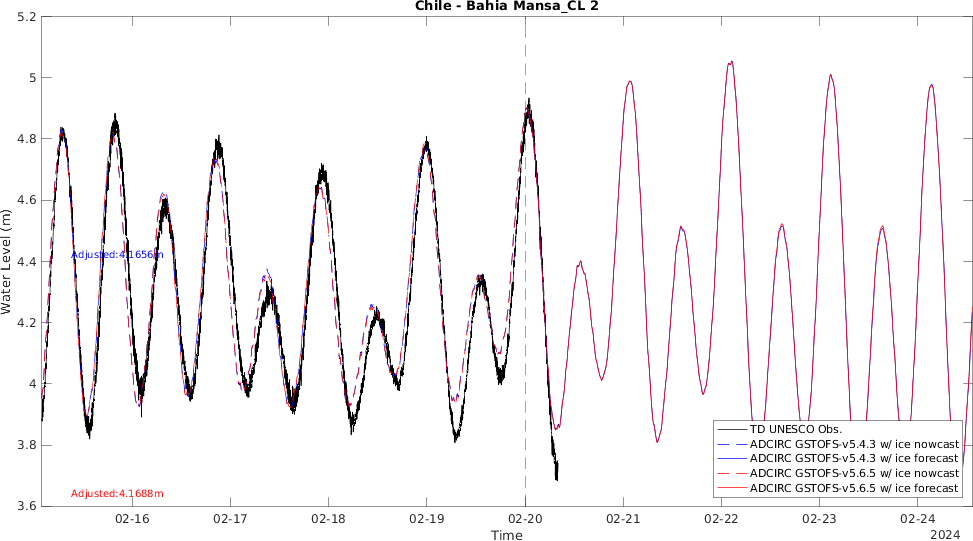 Chile - Bahia Mansa_CL 2
5.2
5
4.8
4.6
4.4
4.2
4
3.8
3.6
Water Level (m)
Adjusted:4.1656m
Adjusted:4.1688m
TD UNESCO Obs.
ADCIRC GSTOFS-v5.4.3 w/ ice nowcast
ADCIRC GSTOFS-v5.4.3 w/ ice forecast
ADCIRC GSTOFS-v5.6.5 w/ ice nowcast
ADCIRC GSTOFS-v5.6.5 w/ ice forecast
02-16 02-17 02-18 02-19 02-20 02-21 02-22 02-23 02-24
Time
2024